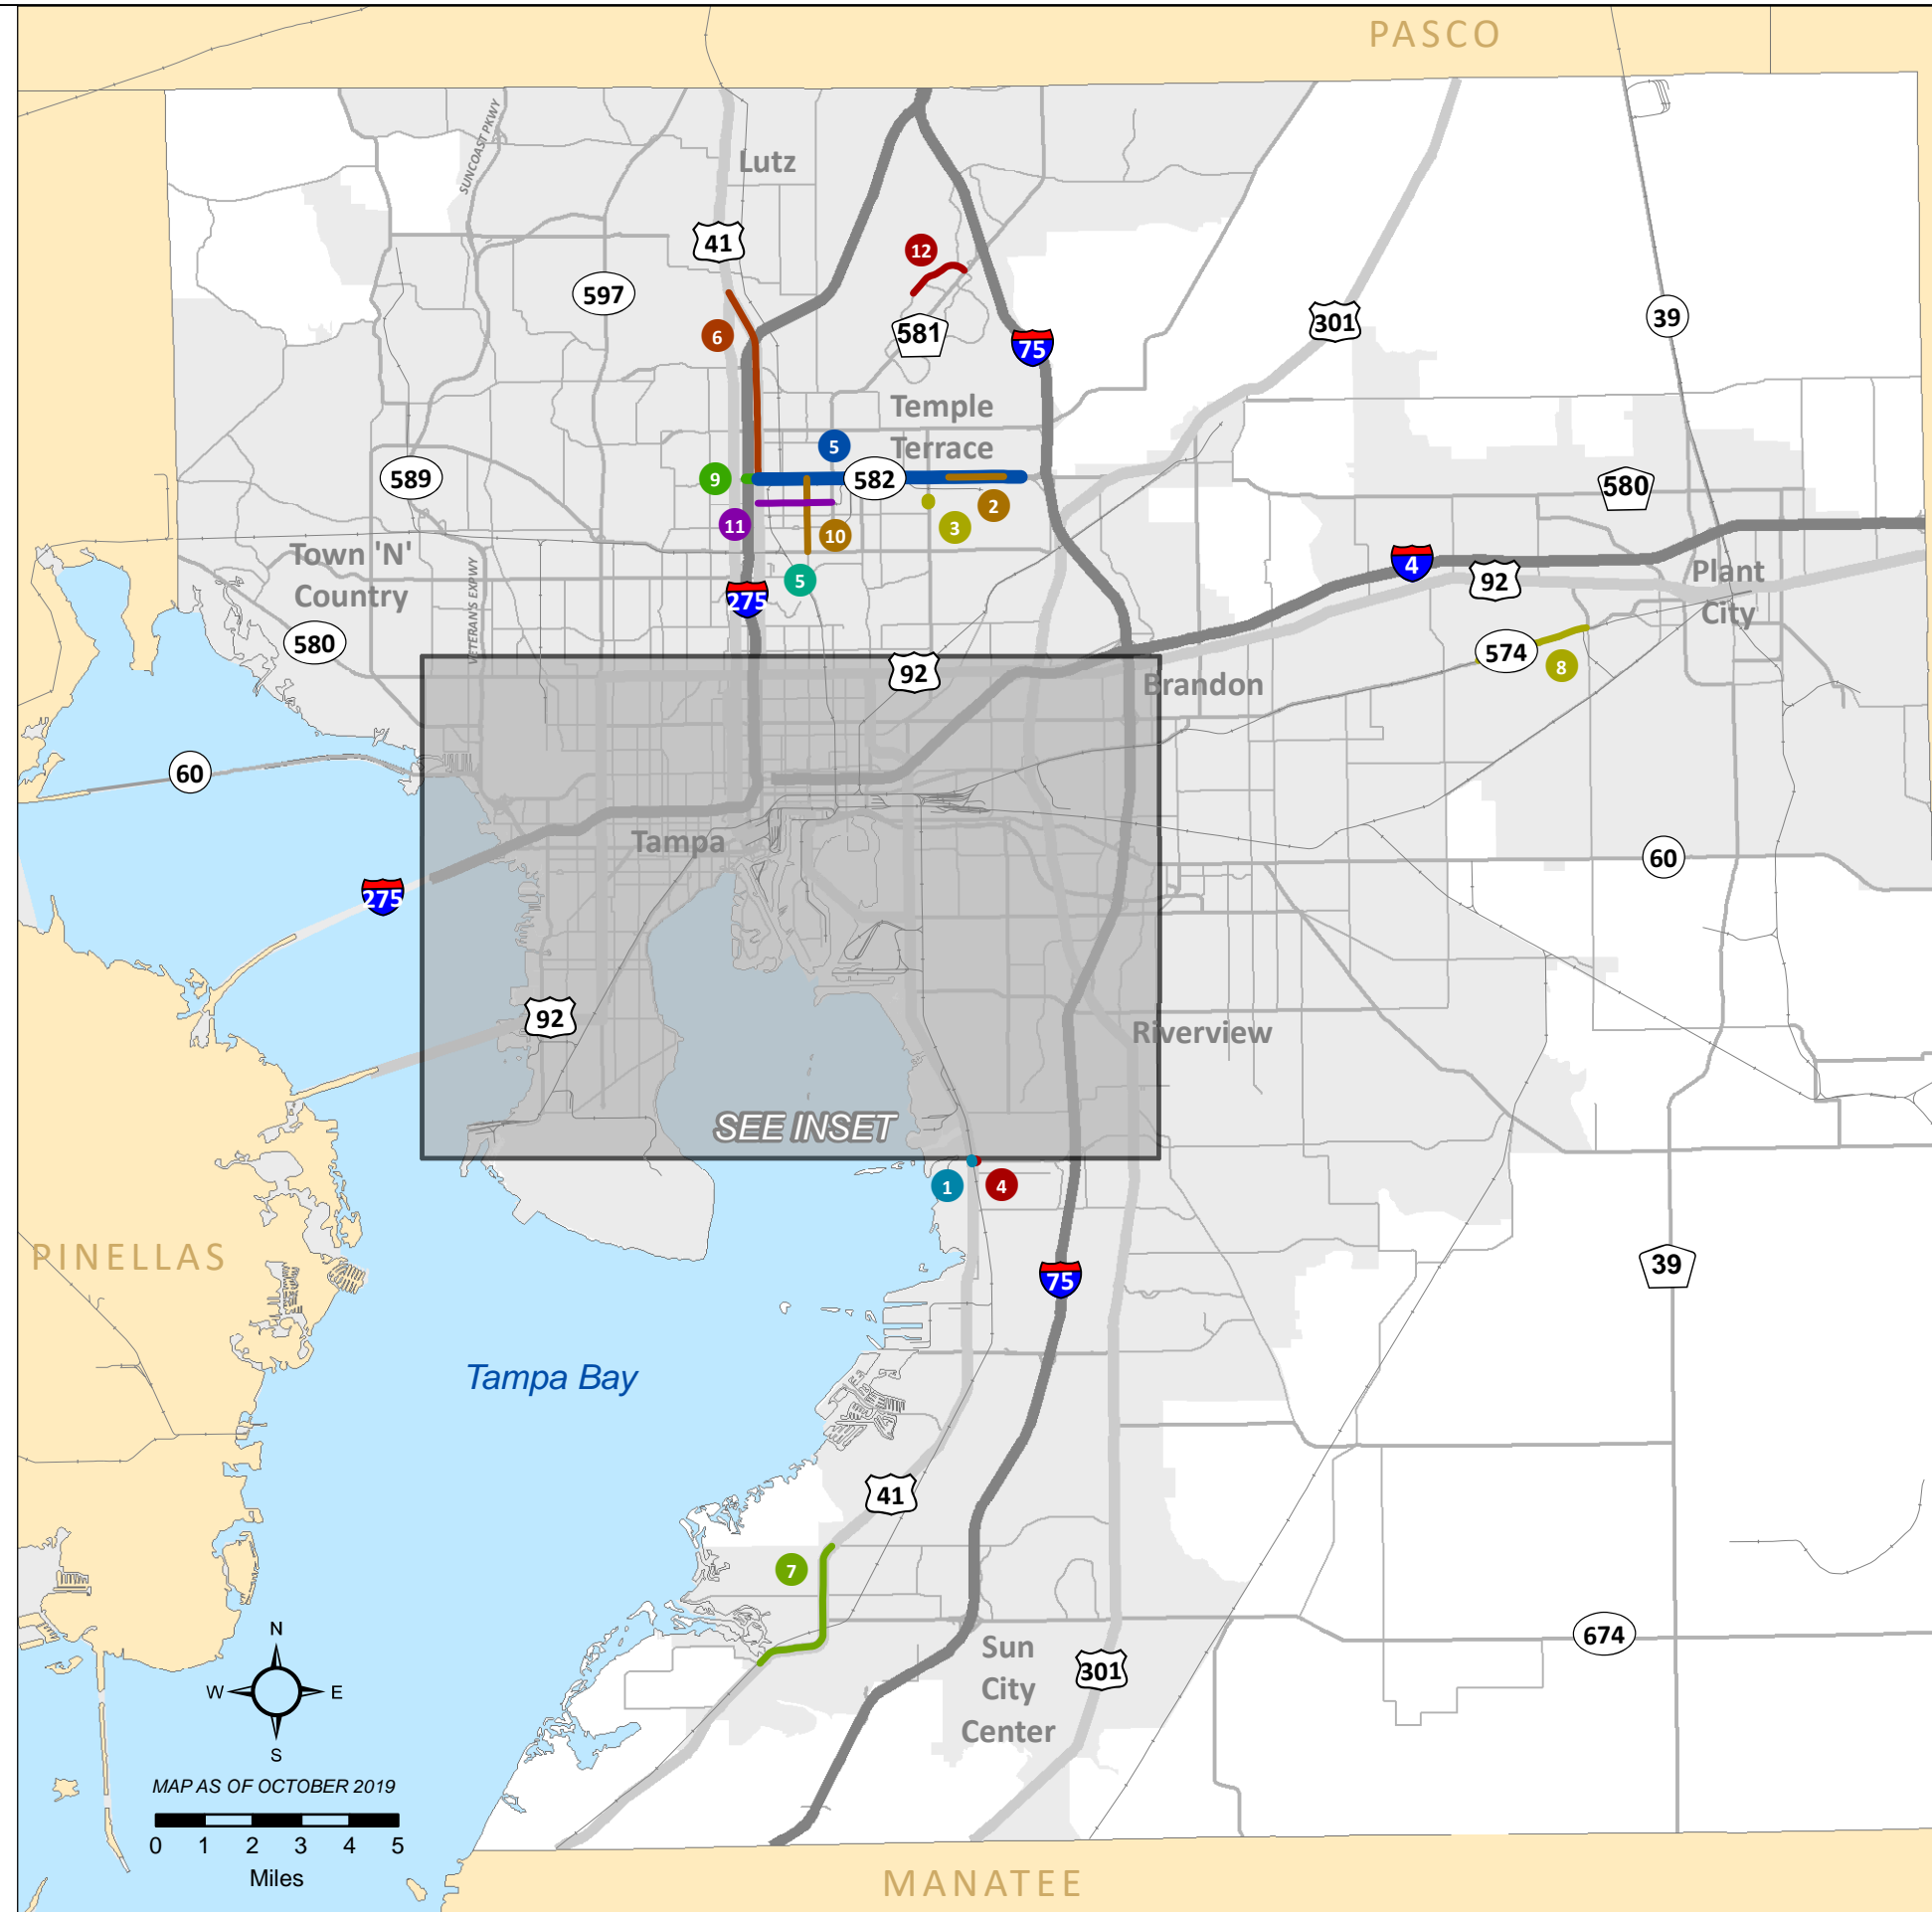 PASCO
SUNCOAST PKWY
Lutz
41
12
597
39
301
6
581
75
Temple
Terrace
5
589
9
582
580
2
3
11
10
Town 'N'
Country
VETERAN'S EXPWY
5
4
92
Plant
City
275
580
574
8
92
Brandon
60
Tampa
60
275
92
Riverview
SEE INSET
1
4
PINELLAS
39
75
Tampa Bay
41
7
N
W
E
S
Sun
City
Center
674
301
MAP AS OF OCTOBER 2019
0 1 2 3 4 5
Miles
MANATEE